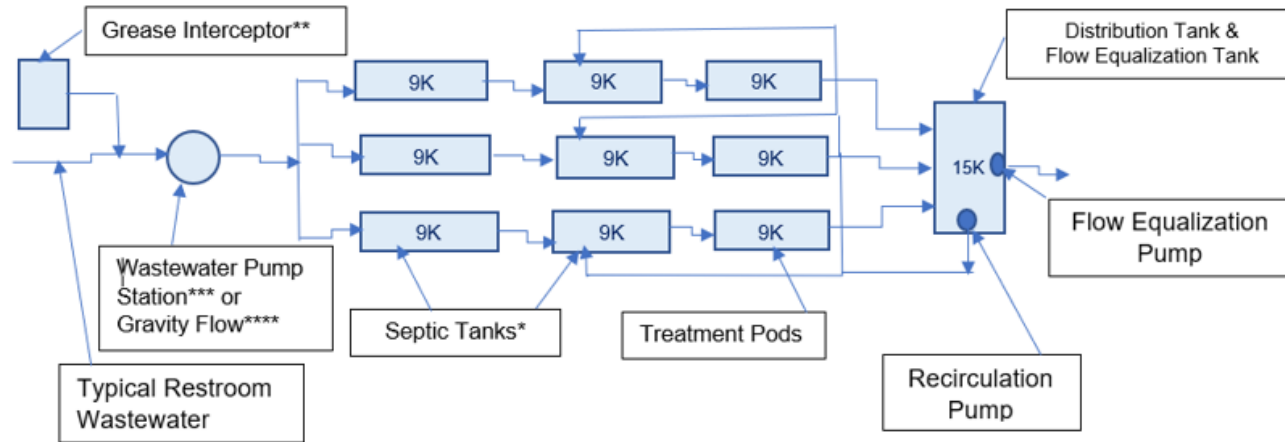 Grease Interceptor**
Distribution Tank &
Flow Equalization Tank
9K
9K
9K
9K
9K
9K
15K
9K
9K
9K
Flow Equalization
Pump
Wastewater Pump
Station*** or
Gravity Flow****
Septic Tanks*
Treatment Pods
Recirculation
Pump
Typical Restroom
Wastewater